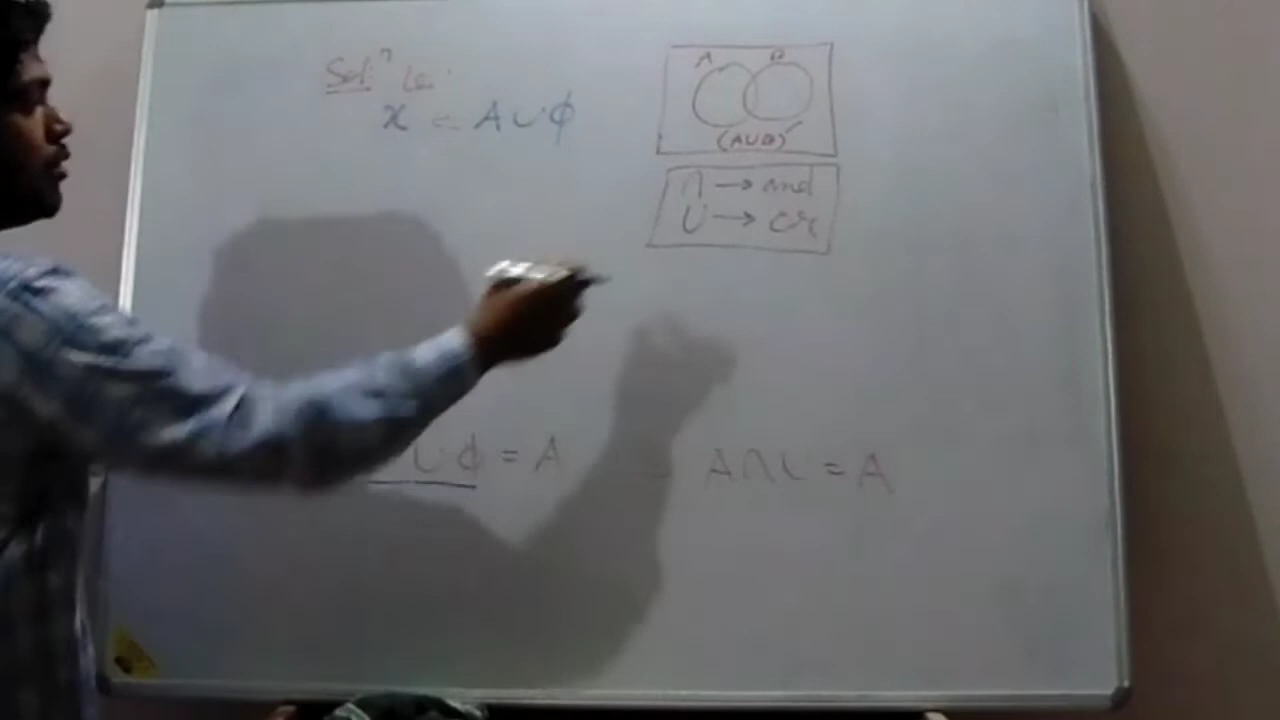 Solⁿ Let
x ∈ A∪ϕ
A B
(A∪B)
∩ → and
∪ → or
∪ϕ = A
A∩U = A